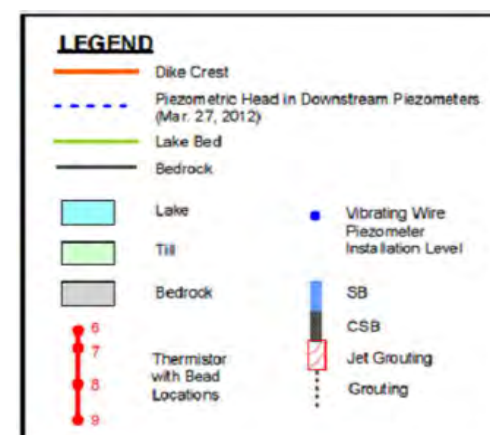 LEGEND
Dike Crest
Piezometric Head in Downstream Piezometers
(Mar. 27, 2012)
Lake Bed
Bedrock
Lake
Till
Bedrock
6
7
8
9
Thermistor
with Bead
Locations
Vibrating Wire
Piezometer
Installation Level
SB
CSB
Jet Grouting
Grouting